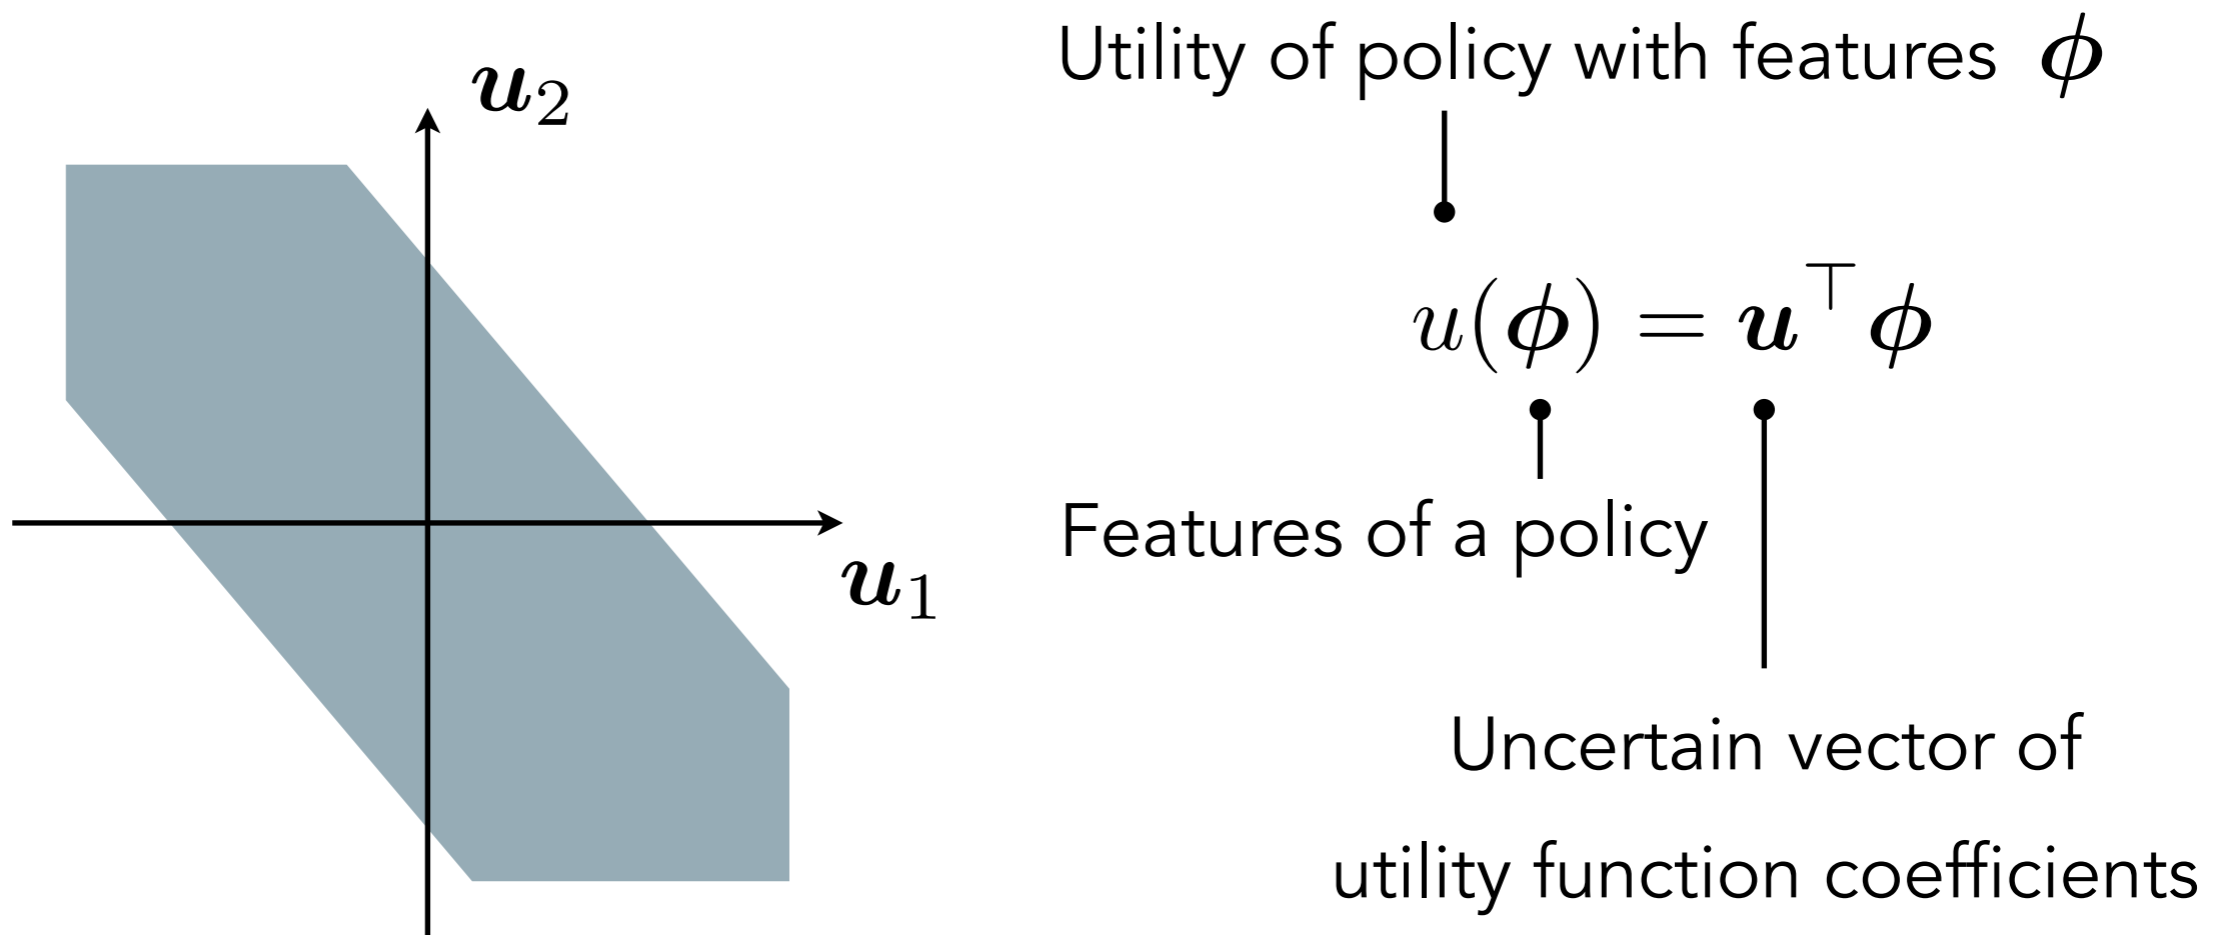 u₂
u₁
Utility of policy with features ϕ
u(ϕ) = u⊤ϕ
Features of a policy
Uncertain vector of
utility function coefficients